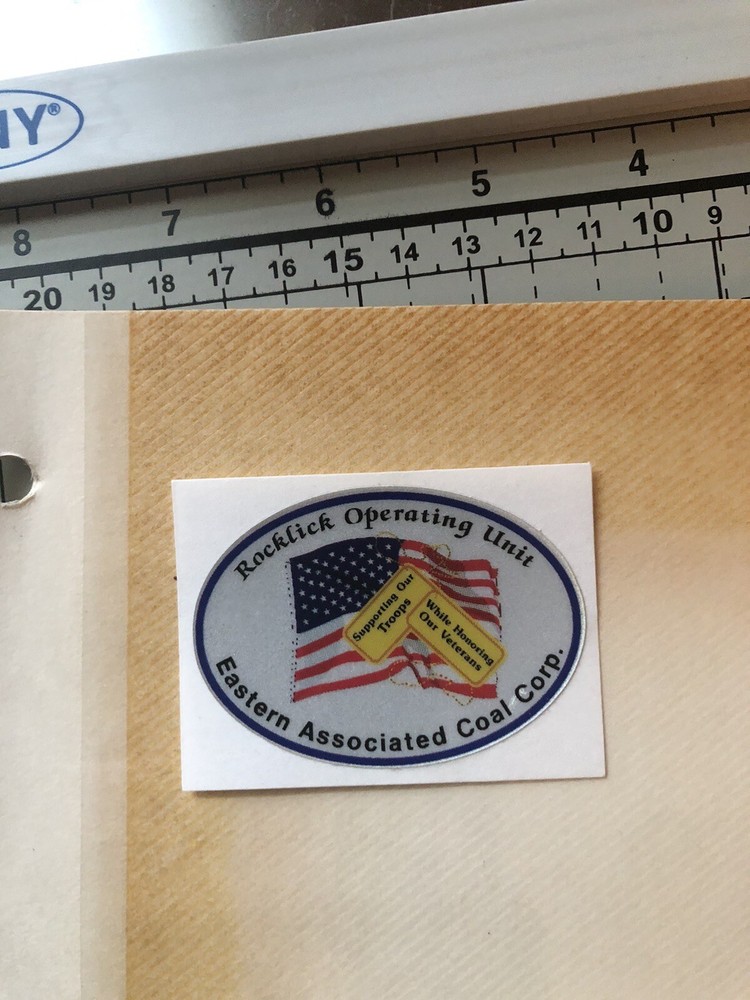 NY®
8 7 6 5 4
20 19 18 17 16 15 14 13 12 11 10 9
Rocklick Operating Unit
Supporting Our
Troops
While Honoring
Our Veterans
Eastern Associated Coal Corp.